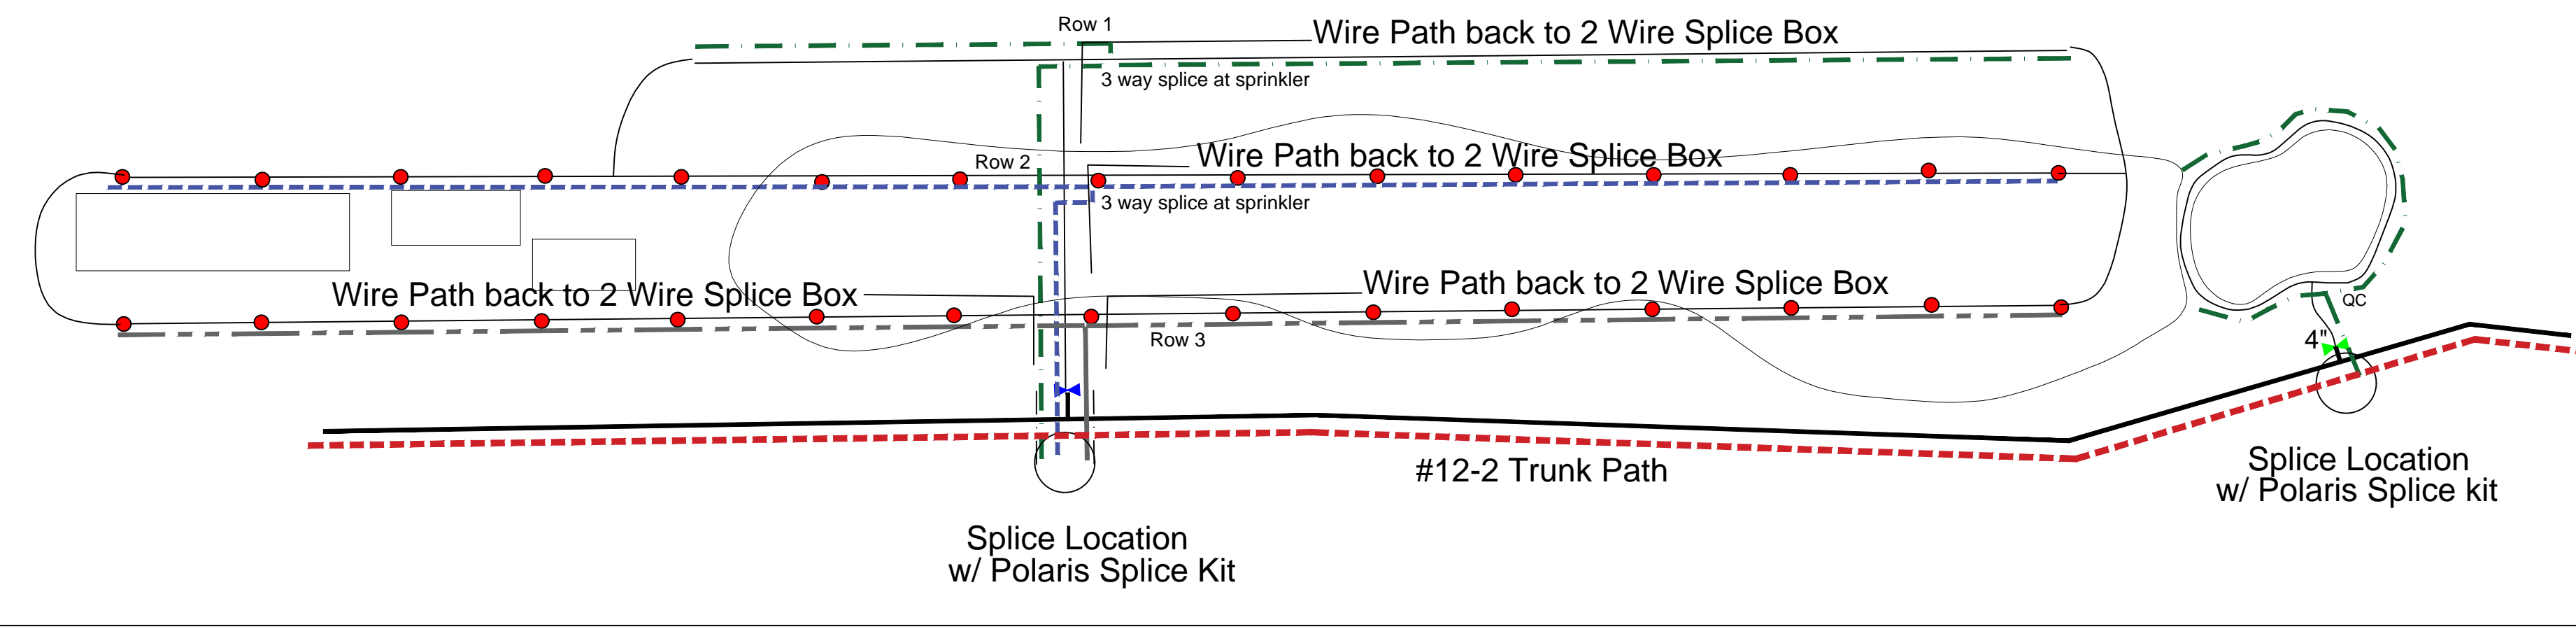 Row 1
Wire Path back to 2 Wire Splice Box
3 way splice at sprinkler
Row 2
Wire Path back to 2 Wire Splice Box
3 way splice at sprinkler
Wire Path back to 2 Wire Splice Box
Wire Path back to 2 Wire Splice Box
QC
Row 3
4"
#12-2 Trunk Path
Splice Location
w/ Polaris Splice kit
Splice Location
w/ Polaris Splice Kit